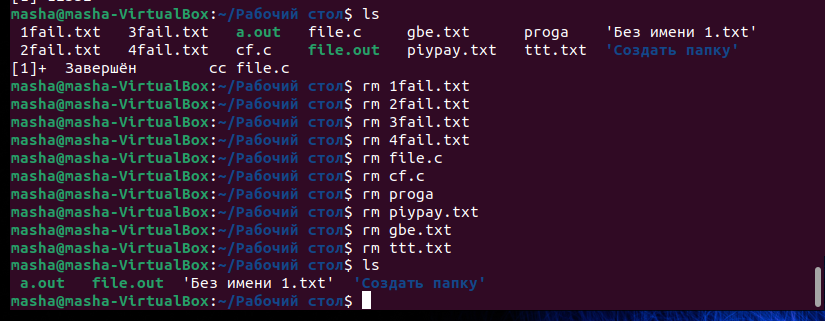 masha@masha-VirtualBox:~/Рабочий стол$ ls
1fail.txt 3fail.txt a.out file.c gbe.txt proga 'Без имени 1.txt'
2fail.txt 4fail.txt cf.c file.out piypay.txt ttt.txt 'Создать папку'
[1]+ Завершён cc file.c
masha@masha-VirtualBox:~/Рабочий стол$ rm 1fail.txt
masha@masha-VirtualBox:~/Рабочий стол$ rm 2fail.txt
masha@masha-VirtualBox:~/Рабочий стол$ rm 3fail.txt
masha@masha-VirtualBox:~/Рабочий стол$ rm 4fail.txt
masha@masha-VirtualBox:~/Рабочий стол$ rm file.c
masha@masha-VirtualBox:~/Рабочий стол$ rm cf.c
masha@masha-VirtualBox:~/Рабочий стол$ rm proga
masha@masha-VirtualBox:~/Рабочий стол$ rm piypay.txt
masha@masha-VirtualBox:~/Рабочий стол$ rm gbe.txt
masha@masha-VirtualBox:~/Рабочий стол$ rm ttt.txt
masha@masha-VirtualBox:~/Рабочий стол$ ls
a.out file.out 'Без имени 1.txt' 'Создать папку'
masha@masha-VirtualBox:~/Рабочий стол$